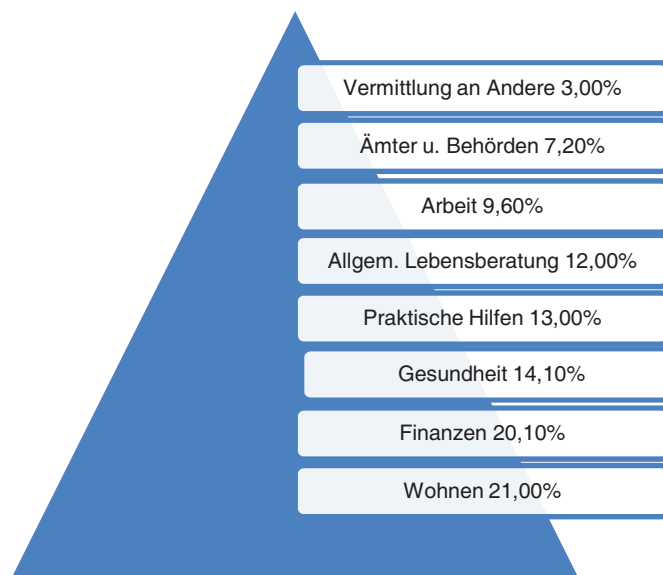 Vermittlung an Andere 3,00%
Ämter u. Behörden 7,20%
Arbeit 9,60%
Allgem. Lebensberatung 12,00%
Praktische Hilfen 13,00%
Gesundheit 14,10%
Finanzen 20,10%
Wohnen 21,00%